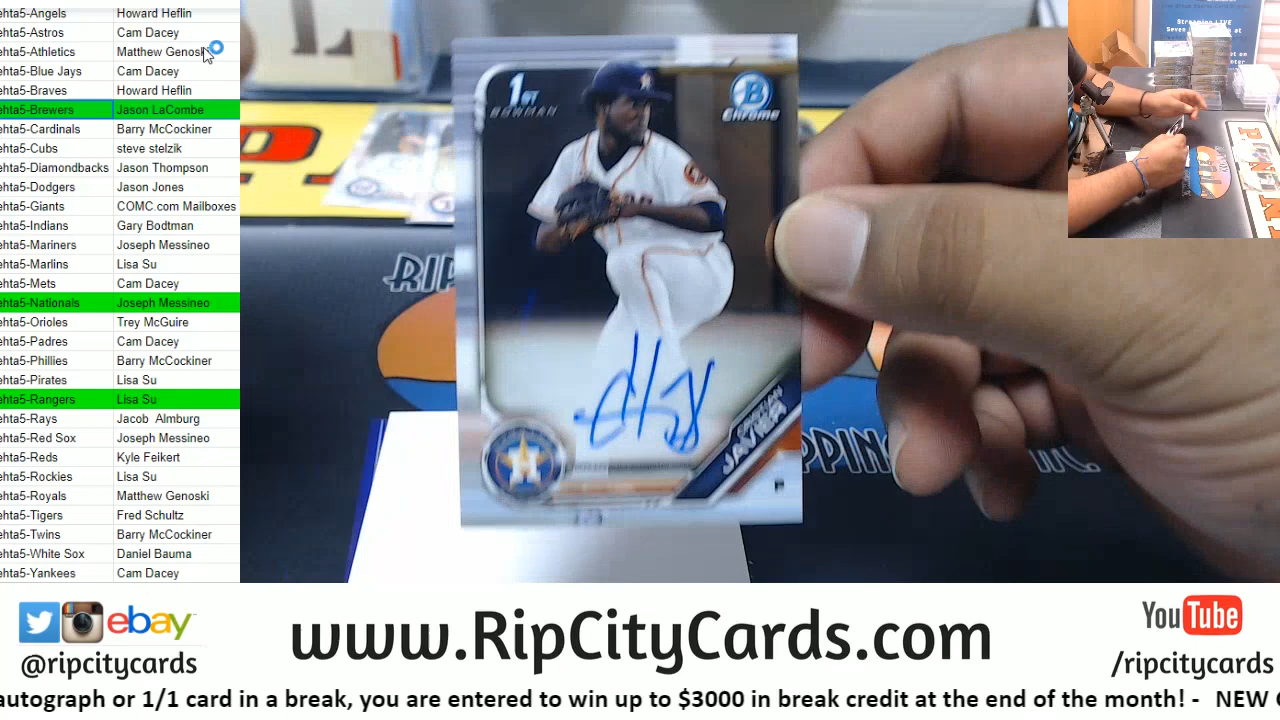 ehta5-Angels Howard Heflin
ehta5-Astros Cam Dacey
ehta5-Athletics Matthew Genoski
ehta5-Blue Jays Cam Dacey
ehta5-Braves Howard Heflin
ehta5-Brewers Jason LaCombe
ehta5-Cardinals Barry McCockiner
ehta5-Cubs steve stelzik
ehta5-Diamondbacks Jason Thompson
ehta5-Dodgers Jason Jones
ehta5-Giants COMC.com Mailboxes
ehta5-Indians Gary Bodtman
ehta5-Mariners Joseph Messineo
ehta5-Marlins Lisa Su
ehta5-Mets Cam Dacey
ehta5-Nationals Joseph Messineo
ehta5-Orioles Trey McGuire
ehta5-Padres Cam Dacey
ehta5-Phillies Barry McCockiner
ehta5-Pirates Lisa Su
ehta5-Rangers Lisa Su
ehta5-Rays Jacob Almburg
ehta5-Red Sox Joseph Messineo
ehta5-Reds Kyle Feikert
ehta5-Rockies Lisa Su
ehta5-Royals Matthew Genoski
ehta5-Tigers Fred Schultz
ehta5-Twins Barry McCockiner
ehta5-White Sox Daniel Bauma
ehta5-Yankees Cam Dacey
1ST
BOWMAN
B
Chrome
H
CRISTIAN
JAVIER
P
RIP
PPING
Streaming LIVE
ebay
@ripcitycards
www.RipCityCards.com
YouTube
/ripcitycards
autograph or 1/1 card in a break, you are entered to win up to $3000 in break credit at the end of the month! - NEW